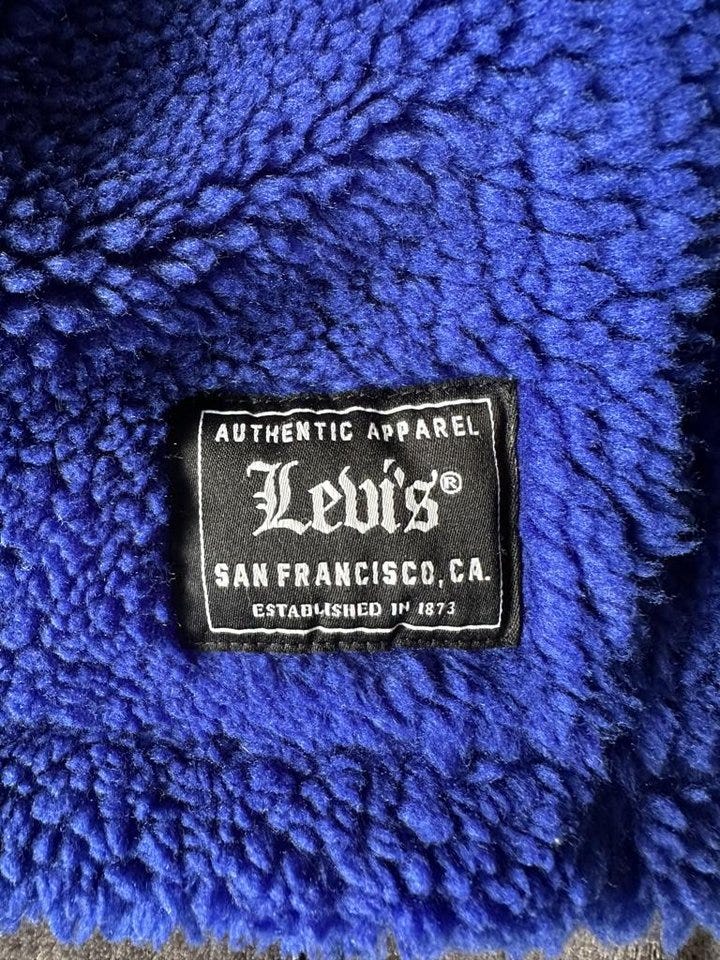 AUTHENTIC APPAREL
Levi's®
SAN FRANCISCO, CA.
ESTABLISHED IN 1873